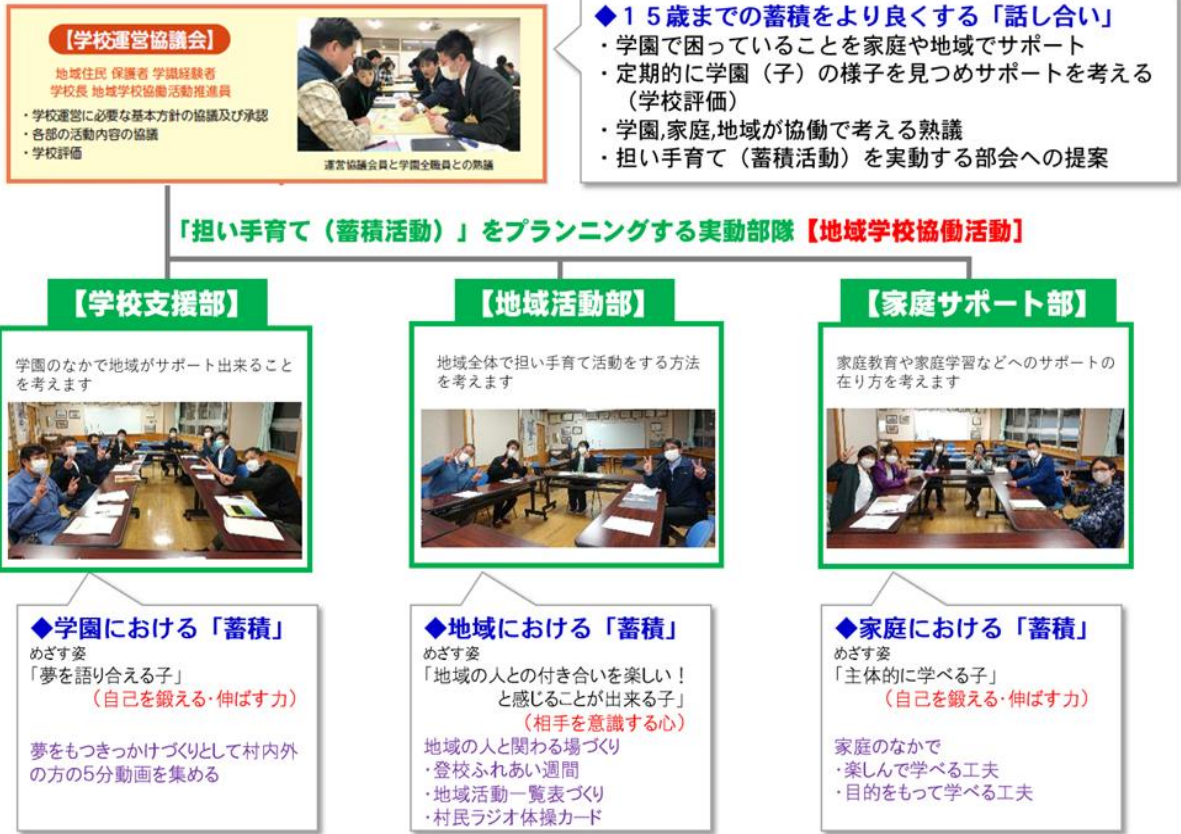 【学校運営協議会】
地域住民 保護者 学識経験者
学校長 地域学校協働活動推進員
・学校運営に必要な基本方針の協議及び承認
・各部の活動内容の協議
・学校評価
運営協議会員と学園全職員との熟議
◆15歳までの蓄積をより良くする「話し合い」
・学園で困っていることを家庭や地域でサポート
・定期的に学園（子）の様子を見つめサポートを考える
（学校評価）
・学園,家庭,地域が協働で考える熟議
・担い手育て（蓄積活動）を実動する部会への提案
「担い手育て（蓄積活動）」をプランニングする実動部隊【地域学校協働活動】
【学校支援部】
学園のなかで地域がサポート出来ること
を考えます
◆学園における「蓄積」
めざす姿
「夢を語り合える子」
（自己を鍛える・伸ばす力）
夢をもつきっかけづくりとして村内外
の方の5分動画を集める
【地域活動部】
地域全体で担い手育て活動をする方法
を考えます
◆地域における「蓄積」
めざす姿
「地域の人との付き合いを楽しい！
と感じることが出来る子」
（相手を意識する心）
地域の人と関わる場づくり
・登校ふれあい週間
・地域活動一覧表づくり
・村民ラジオ体操カード
【家庭サポート部】
家庭教育や家庭学習などへのサポートの
在り方を考えます
◆家庭における「蓄積」
めざす姿
「主体的に学べる子」
（自己を鍛える・伸ばす力）
家庭のなかで
・楽しんで学べる工夫
・目的をもって学べる工夫